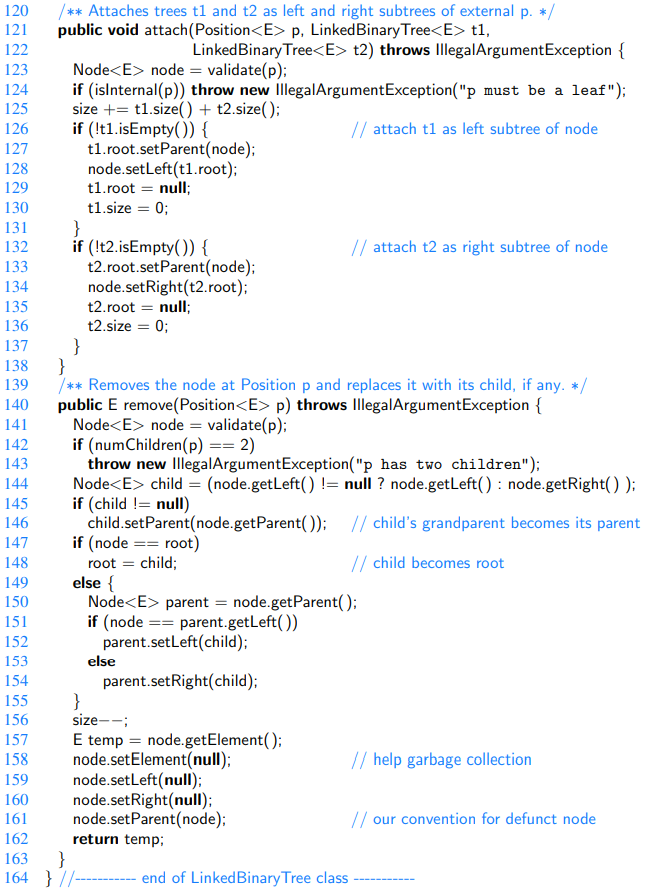 120 /** Attaches trees t1 and t2 as left and right subtrees of external p. */
121 public void attach(Position<E> p, LinkedBinaryTree<E> t1,
122 LinkedBinaryTree<E> t2) throws IllegalArgumentException {
123 Node<E> node = validate(p);
124 if (isInternal(p)) throw new IllegalArgumentException("p must be a leaf");
125 size += t1.size() + t2.size();
126 if (!t1.isEmpty()) { // attach t1 as left subtree of node
127 t1.root.setParent(node);
128 node.setLeft(t1.root);
129 t1.root = null;
130 t1.size = 0;
131 }
132 if (!t2.isEmpty()) { // attach t2 as right subtree of node
133 t2.root.setParent(node);
134 node.setRight(t2.root);
135 t2.root = null;
136 t2.size = 0;
137 }
138 }
139 /** Removes the node at Position p and replaces it with its child, if any. */
140 public E remove(Position<E> p) throws IllegalArgumentException {
141 Node<E> node = validate(p);
142 if (numChildren(p) == 2)
143 throw new IllegalArgumentException("p has two children");
144 Node<E> child = (node.getLeft() != null ? node.getLeft() : node.getRight() );
145 if (child != null)
146 child.setParent(node.getParent()); // child's grandparent becomes its parent
147 if (node == root)
148 root = child; // child becomes root
149 else {
150 Node<E> parent = node.getParent();
151 if (node == parent.getLeft())
152 parent.setLeft(child);
153 else
154 parent.setRight(child);
155 }
156 size−−;
157 E temp = node.getElement();
158 node.setElement(null); // help garbage collection
159 node.setLeft(null);
160 node.setRight(null);
161 node.setParent(node); // our convention for defunct node
162 return temp;
163 }
164 } //----------- end of LinkedBinaryTree class -----------